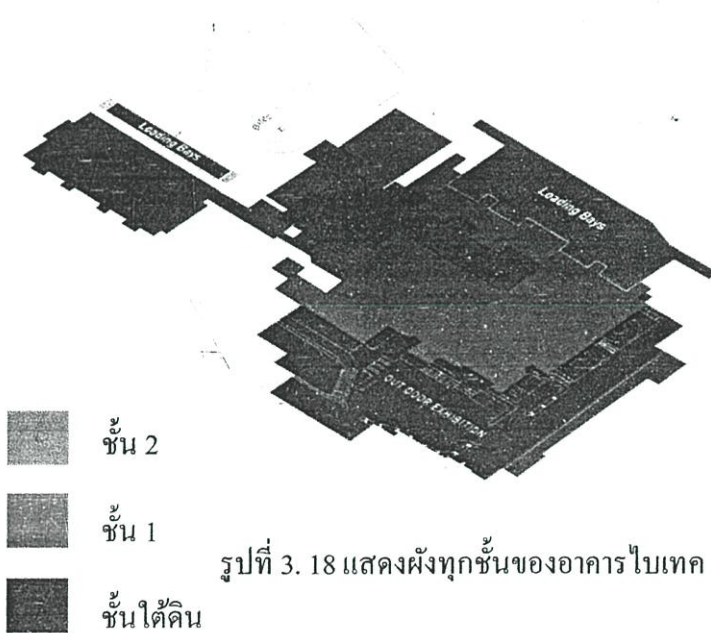 Loading Bays
Loading Bays
OUT DOOR EXHIBITION
ชั้น 2
ชั้น 1
รูปที่ 3. 18 แสดงผังทุกชั้นของอาคารไบเทค
ชั้นใต้ดิน